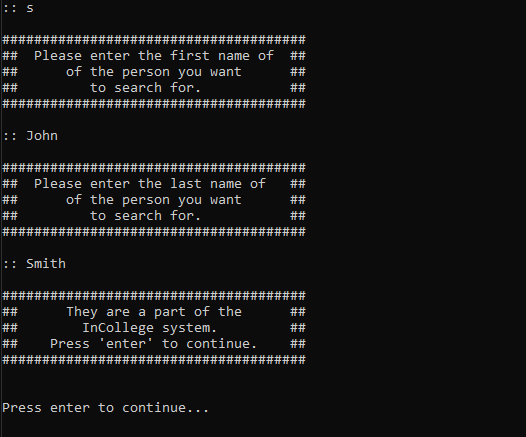 :: s
######################################
##  Please enter the first name of  ##
##      of the person you want      ##
##         to search for.           ##
######################################
:: John
######################################
##  Please enter the last name of   ##
##      of the person you want      ##
##         to search for.           ##
######################################
:: Smith
######################################
##      They are a part of the      ##
##        InCollege system.         ##
##    Press 'enter' to continue.    ##
######################################
Press enter to continue...